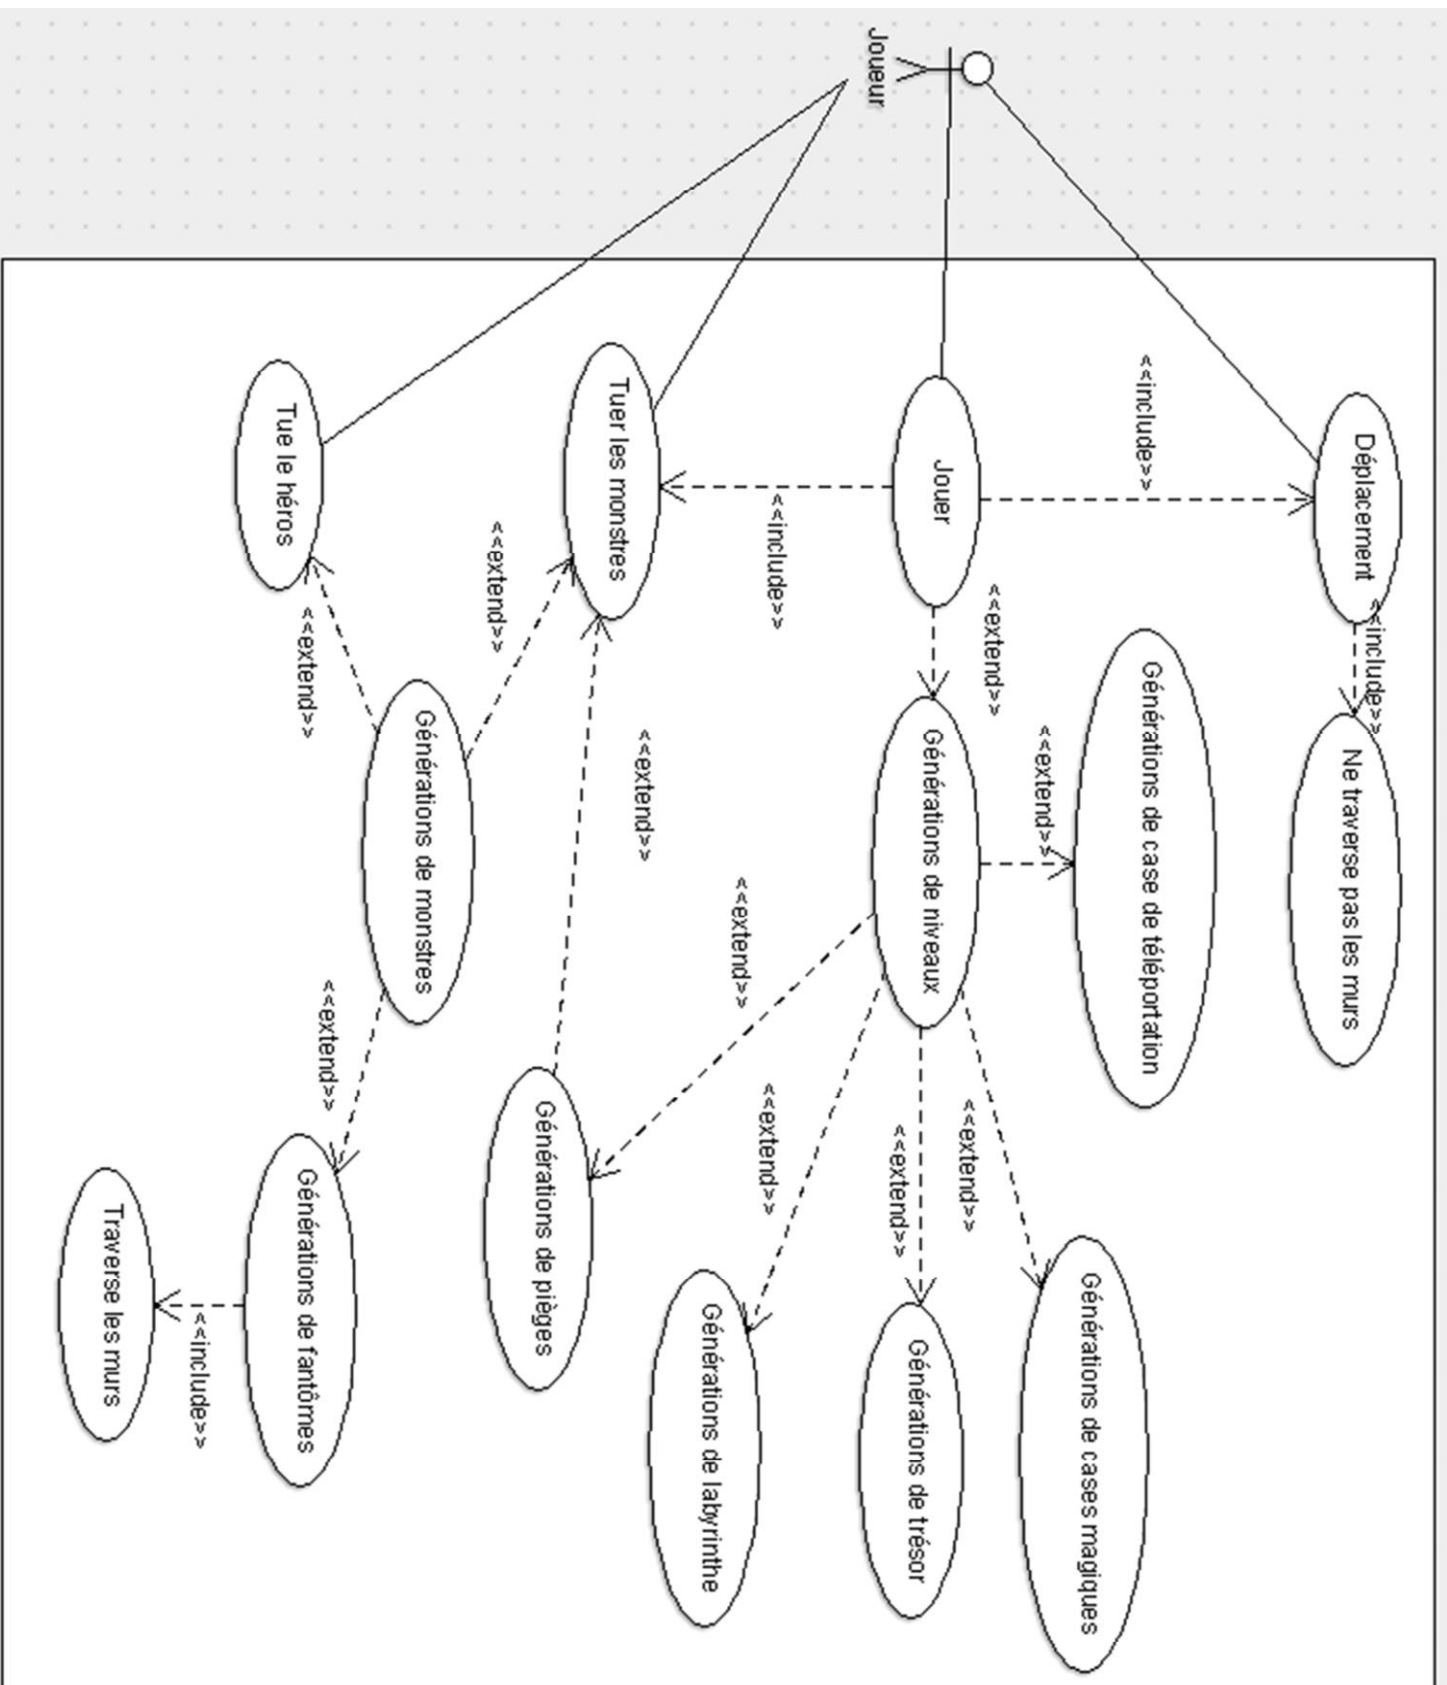 Joueur
Déplacement
<<include>>
Ne traverse pas les murs
<<include>>
Générations de case de téléportation
<<extend>>
Jouer
<<extend>>
Générations de niveaux
<<extend>>
Générations de cases magiques
<<extend>>
Générations de trésor
<<extend>>
Générations de labyrinthe
<<include>>
<<extend>>
Tuer les monstres
<<extend>>
Générations de pièges
<<extend>>
Générations de monstres
Tue le héros
<<extend>>
<<extend>>
Générations de fantômes
<<include>>
Traverse les murs